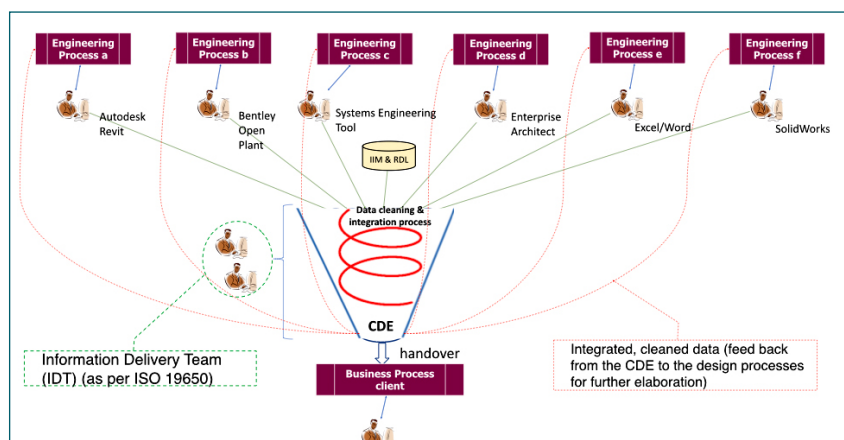 Engineering
Process a
Engineering
Process b
Engineering
Process c
Engineering
Process d
Engineering
Process e
Engineering
Process f
Autodesk
Revit
Bentley
Open
Plant
Systems Engineering
Tool
Enterprise
Architect
Excel/Word
SolidWorks
IIM & RDL
Data cleaning &
integration process
CDE
handover
Information Delivery Team
(IDT) (as per ISO 19650)
Business Process
client
Integrated, cleaned data (feed back
from the CDE to the design processes
for further elaboration)